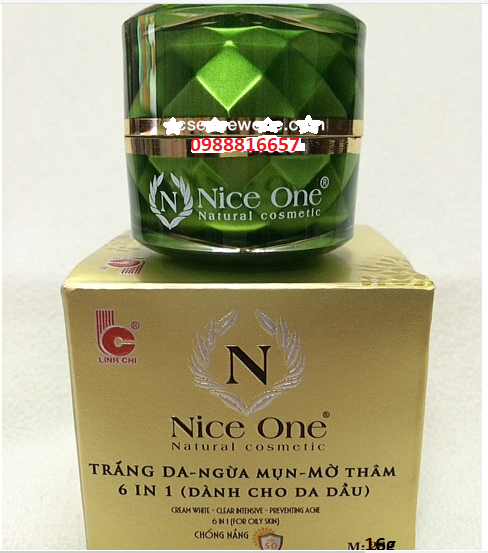 0988816657
N
Nice One®
Natural cosmetic
®
LINH CHI
N
Nice One®
Natural cosmetic
TRẮNG DA-NGỪA MỤN-MỜ THÂM
6 IN 1 (DÀNH CHO DA DẦU)
CREAM WHITE - CLEAR INTENSIVE - PREVENTING ACNE
6 IN 1 (FOR OILY SKIN)
CHỐNG NẮNG
50
16g